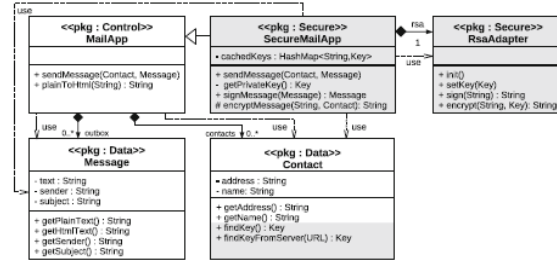 use
<<pkg : Control>>
MailApp
+ sendMessage(Contact, Message)
+ plainToHtml(String) : String
<<pkg : Secure>>
SecureMailApp
- cachedKeys : HashMap<String,Key>
+ sendMessage(Contact, Message)
- getPrivateKey() : Key
+ signMessage(Message) : Message
# encryptMessage(String, Contact): String
rsa
1
use
<<pkg : Secure>>
RsaAdapter
+ init()
+ setKey(Key)
+ sign(String) : String
+ encrypt(String, Key): String
use
0..*
outbox
contacts
0..*
use
use
<<pkg : Data>>
Message
- text : String
- sender : String
- subject : String
+ getPlainText() : String
+ getHtmlText() : String
+ getSender() : String
+ getSubject() : String
<<pkg : Data>>
Contact
- address : String
- name: String
+ getAddress() : String
+ getName() : String
+ findKey() : Key
+ findKeyFromServer(URL) : Key